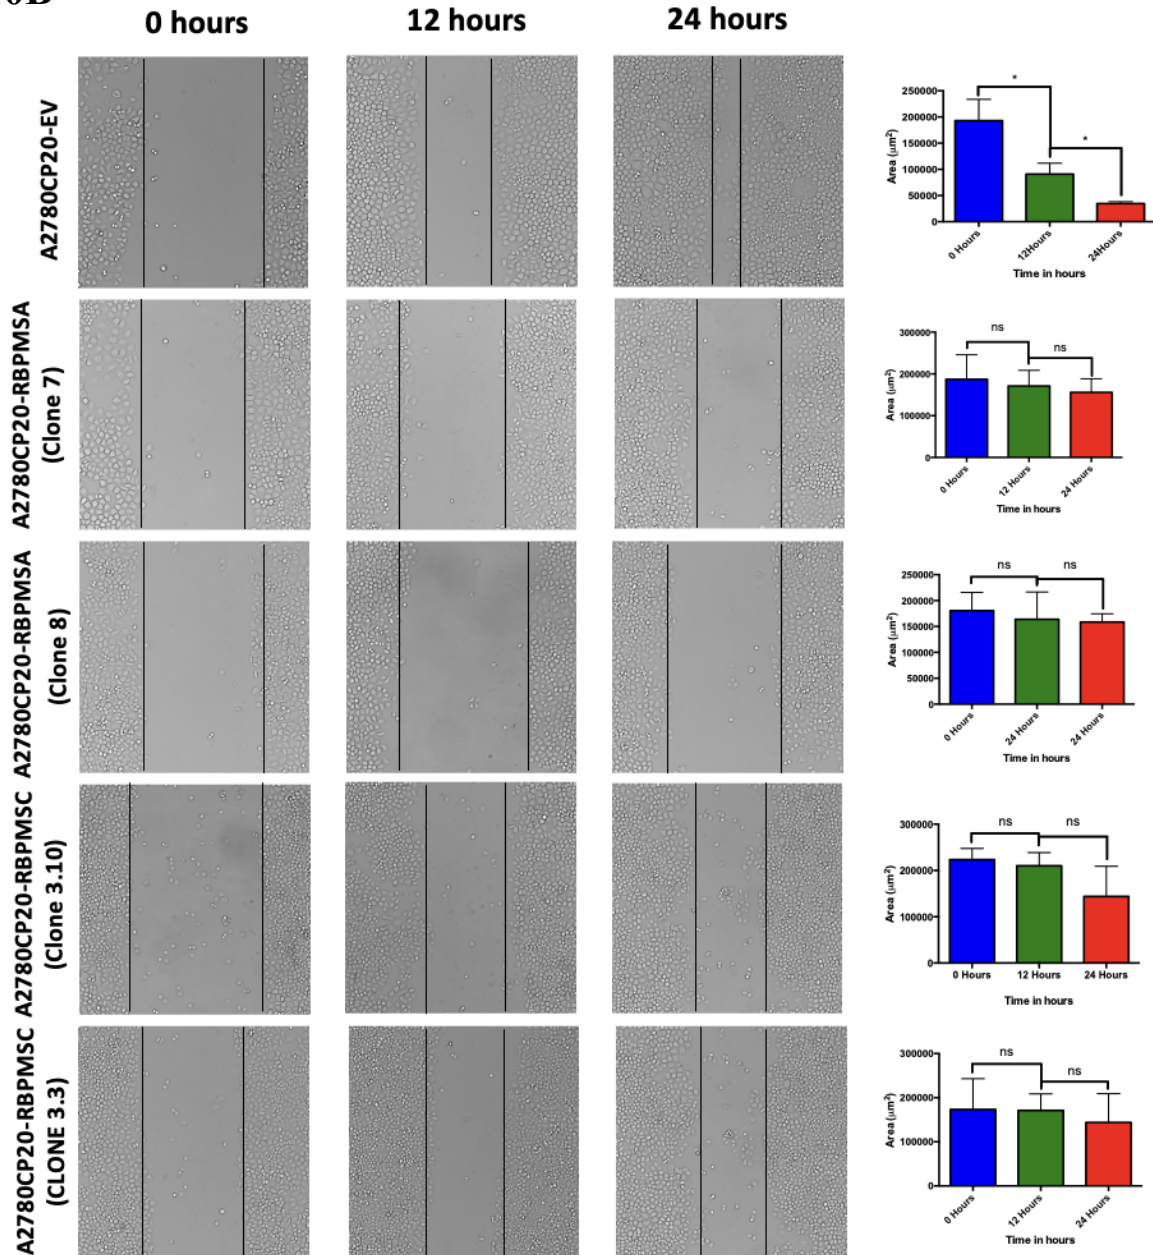 0 hours 12 hours 24 hours
A2780CP20-EV
250000
200000
150000
100000
50000
0
Area (μm²)
*
*
0 Hours
12Hours
24Hours
Time in hours
A2780CP20-RBPMSA
(Clone 7)
300000
200000
100000
0
Area (μm²)
ns
ns
0 Hours
12 Hours
24 Hours
Time in hours
A2780CP20-RBPMSA
(Clone 8)
250000
200000
150000
100000
50000
0
Area (μm²)
ns
ns
0 Hours
24 Hours
24 Hours
Time in hours
A2780CP20-RBPMSC
(Clone 3.10)
300000
200000
100000
0
Area (μm²)
ns
ns
0 Hours
12 Hours
24 Hours
Time in hours
A2780CP20-RBPMSC
(CLONE 3.3)
300000
200000
100000
0
Area (μm²)
ns
ns
0 Hours
12 Hours
24 Hours
Time in hours